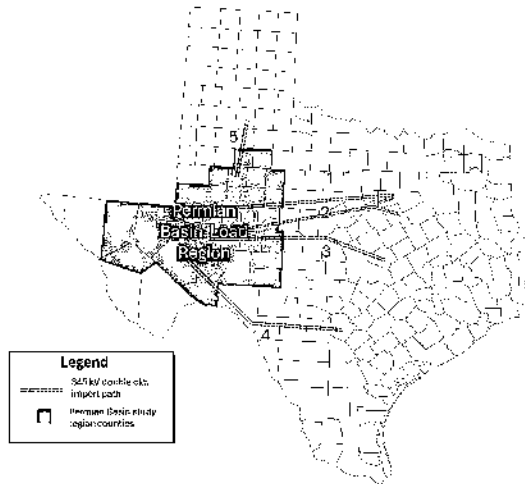 5
Permian
Basin Load
Region
2
3
4
Legend
345 kV double ckt.
import path
Permian Basin study
region counties